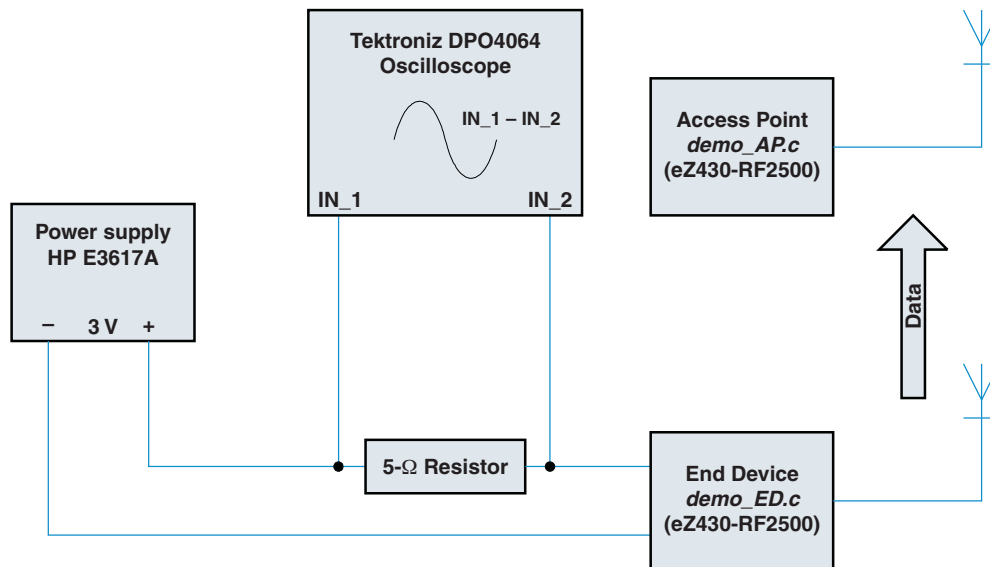 Tektroniz DPO4064
Oscilloscope
IN_1 – IN_2
IN_1
IN_2
Access Point
demo_AP.c
(eZ430-RF2500)
Power supply
HP E3617A
– 3 V +
Data
5-Ω Resistor
End Device
demo_ED.c
(eZ430-RF2500)